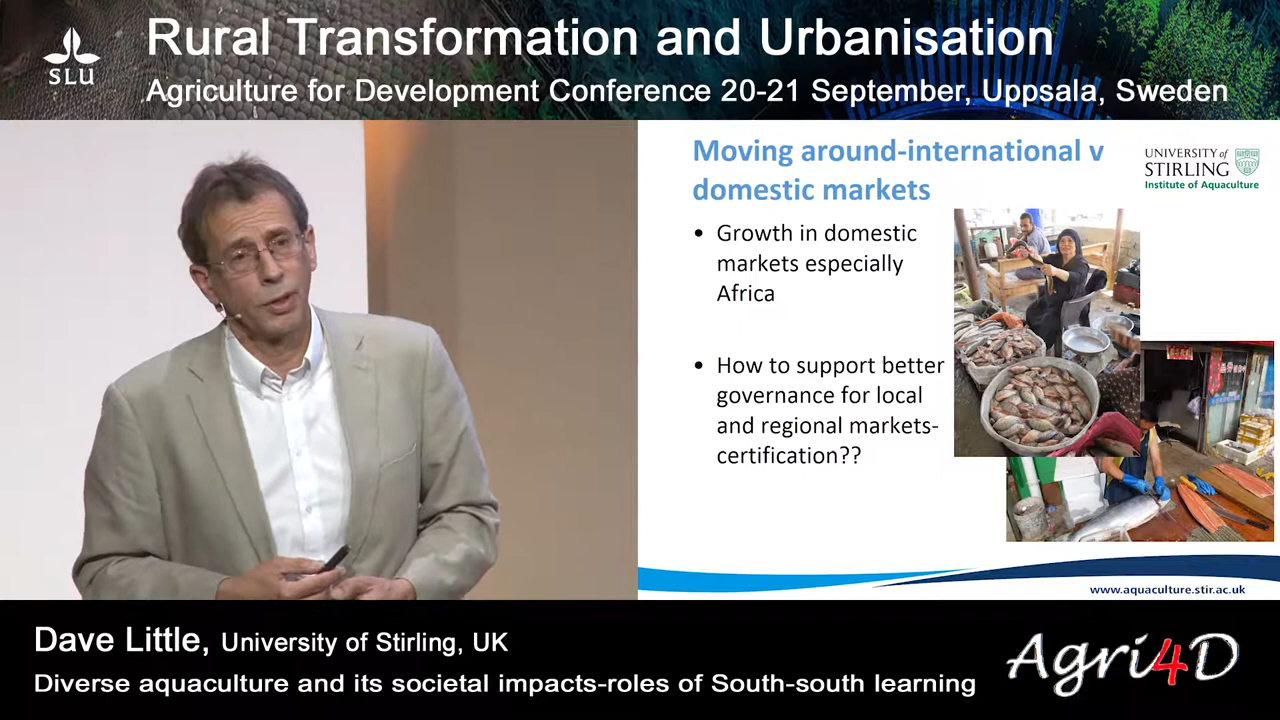 SLU
Rural Transformation and Urbanisation
Agriculture for Development Conference 20-21 September, Uppsala, Sweden
Moving around-international v
domestic markets
UNIVERSITY of
STIRLING
Institute of Aquaculture
• Growth in domestic
markets especially
Africa
• How to support better
governance for local
and regional markets-
certification??
www.aquaculture.stir.ac.uk
Dave Little, University of Stirling, UK
Diverse aquaculture and its societal impacts-roles of South-south learning
Agri4D